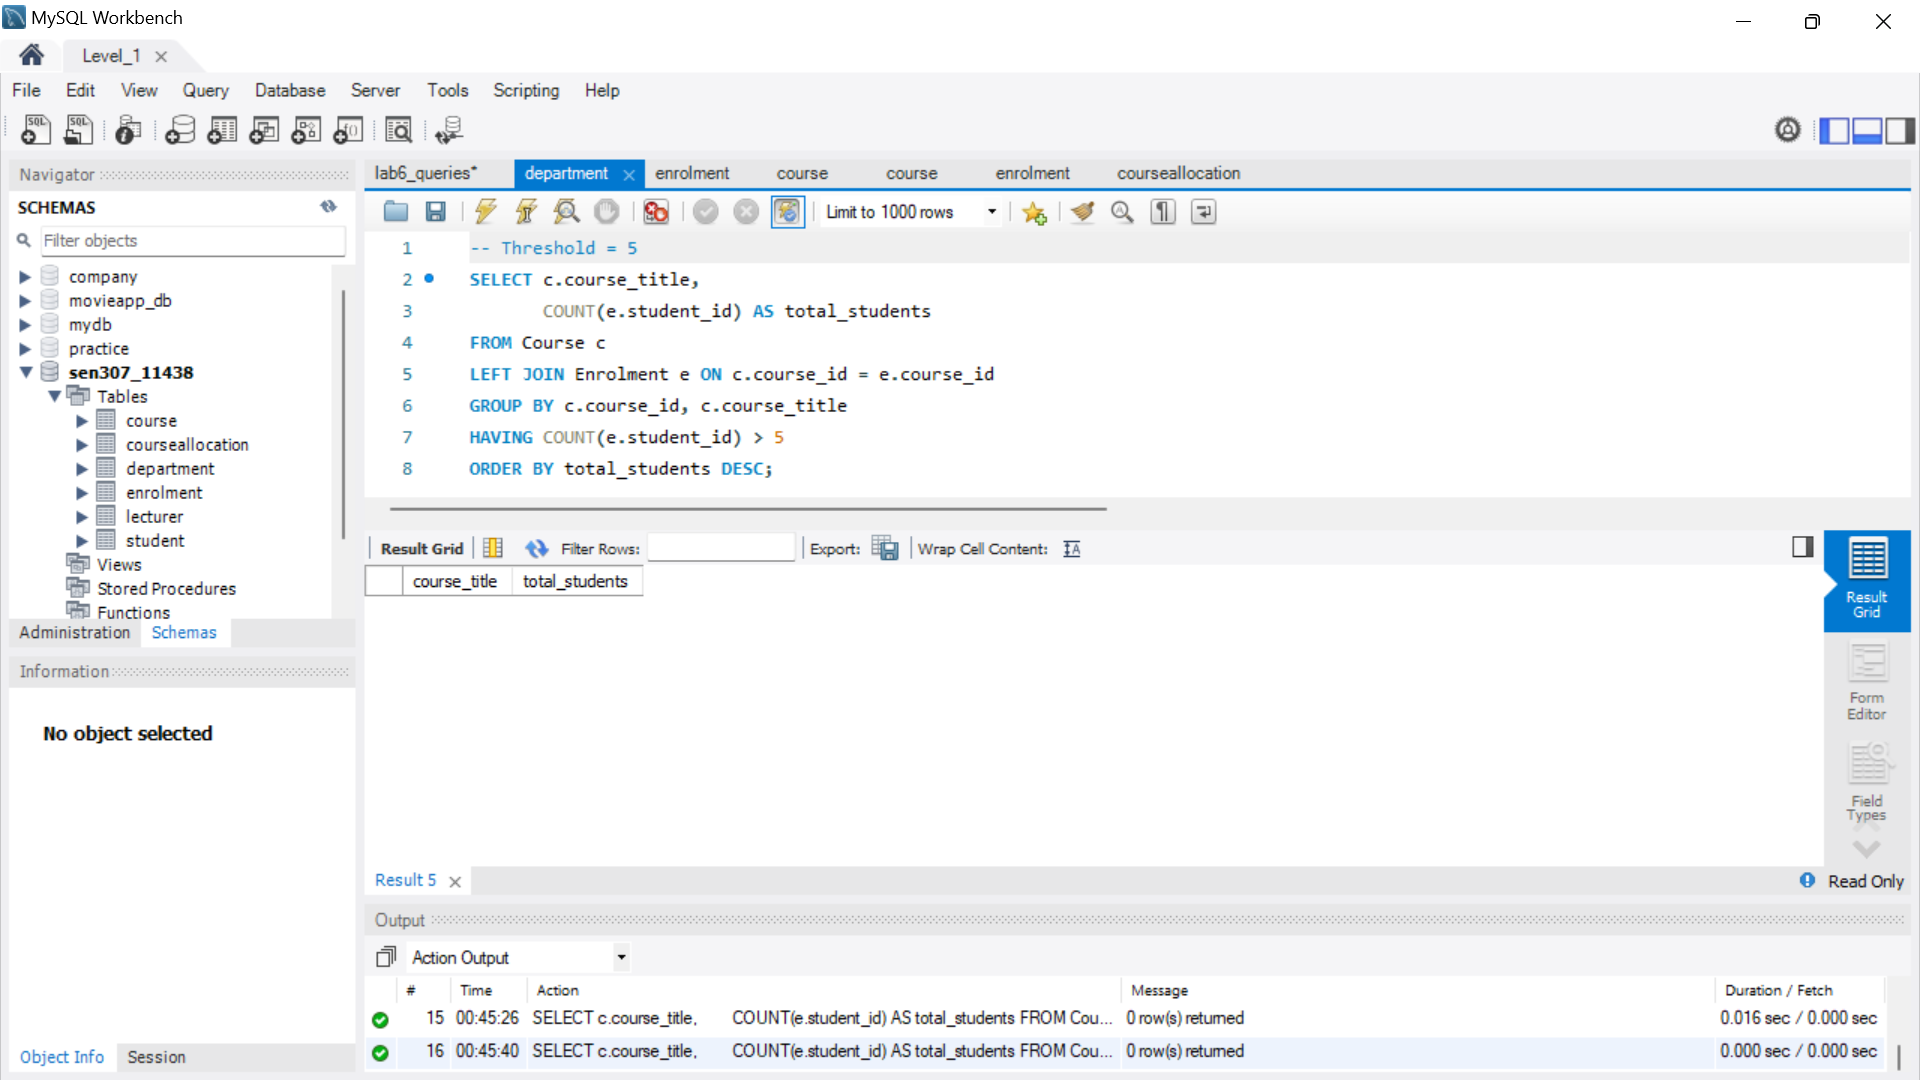 MySQL Workbench
Level_1
File Edit View Query Database Server Tools Scripting Help
Navigator
SCHEMAS
Filter objects
company
movieapp_db
mydb
practice
sen307_11438
Tables
course
courseallocation
department
enrolment
lecturer
student
Views
Stored Procedures
Functions
Administration Schemas
Information
No object selected
Object Info Session
lab6_queries* department enrolment course course enrolment courseallocation
Limit to 1000 rows
1 -- Threshold = 5
2 SELECT c.course_title,
3 COUNT(e.student_id) AS total_students
4 FROM Course c
5 LEFT JOIN Enrolment e ON c.course_id = e.course_id
6 GROUP BY c.course_id, c.course_title
7 HAVING COUNT(e.student_id) > 5
8 ORDER BY total_students DESC;
Result Grid Filter Rows: Export: Wrap Cell Content:
course_title total_students
Result
Grid
Form
Editor
Field
Types
Result 5
Read Only
Output
Action Output
# Time Action Message Duration / Fetch
15 00:45:26 SELECT c.course_title, COUNT(e.student_id) AS total_students FROM Cou... 0 row(s) returned 0.016 sec / 0.000 sec
16 00:45:40 SELECT c.course_title, COUNT(e.student_id) AS total_students FROM Cou... 0 row(s) returned 0.000 sec / 0.000 sec